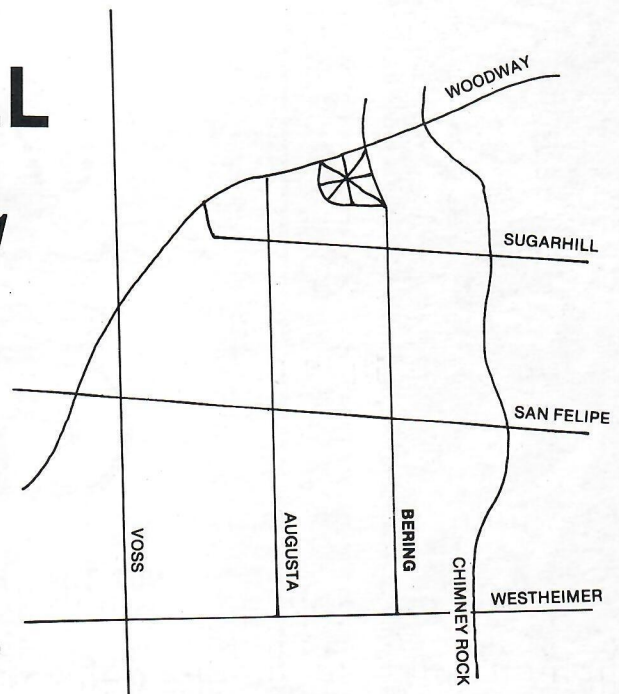 L
WOODWAY
SUGARHILL
SAN FELIPE
VOSS
AUGUSTA
BERING
CHIMNEY ROCK
WESTHEIMER